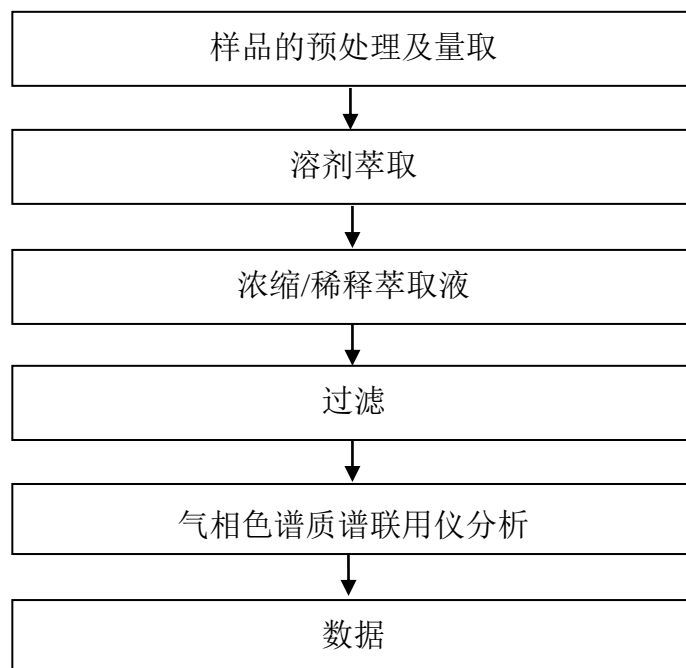 样品的预处理及量取
溶剂萃取
浓缩/稀释萃取液
过滤
气相色谱质谱联用仪分析
数据